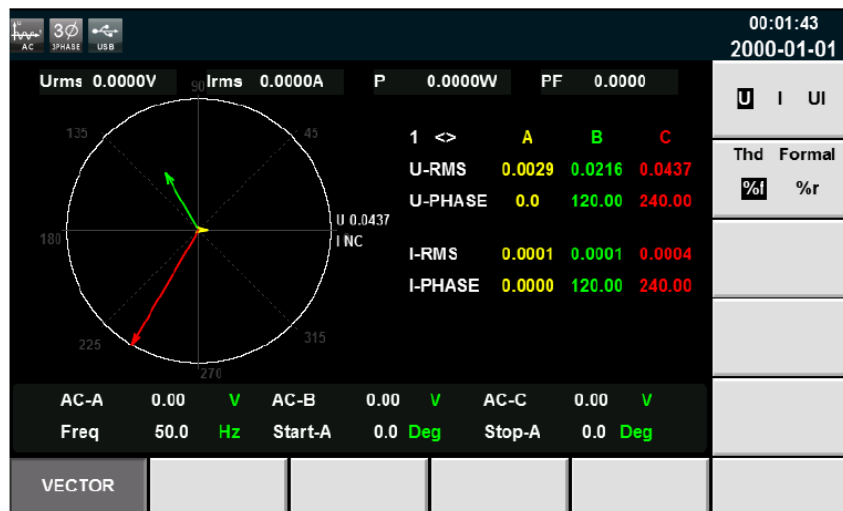 U
AC
3Ø
3PHASE
USB
00:01:43
2000-01-01
Urms 0.0000V Irms 0.0000A P 0.0000W PF 0.0000
U I UI
Thd Formal
%f %r
90
135
45
180
225
315
270
U 0.0437
I NC
1 <> A B C
U-RMS 0.0029 0.0216 0.0437
U-PHASE 0.0 120.00 240.00
I-RMS 0.0001 0.0001 0.0004
I-PHASE 0.0000 120.00 240.00
AC-A 0.00 V AC-B 0.00 V AC-C 0.00 V
Freq 50.0 Hz Start-A 0.0 Deg Stop-A 0.0 Deg
VECTOR